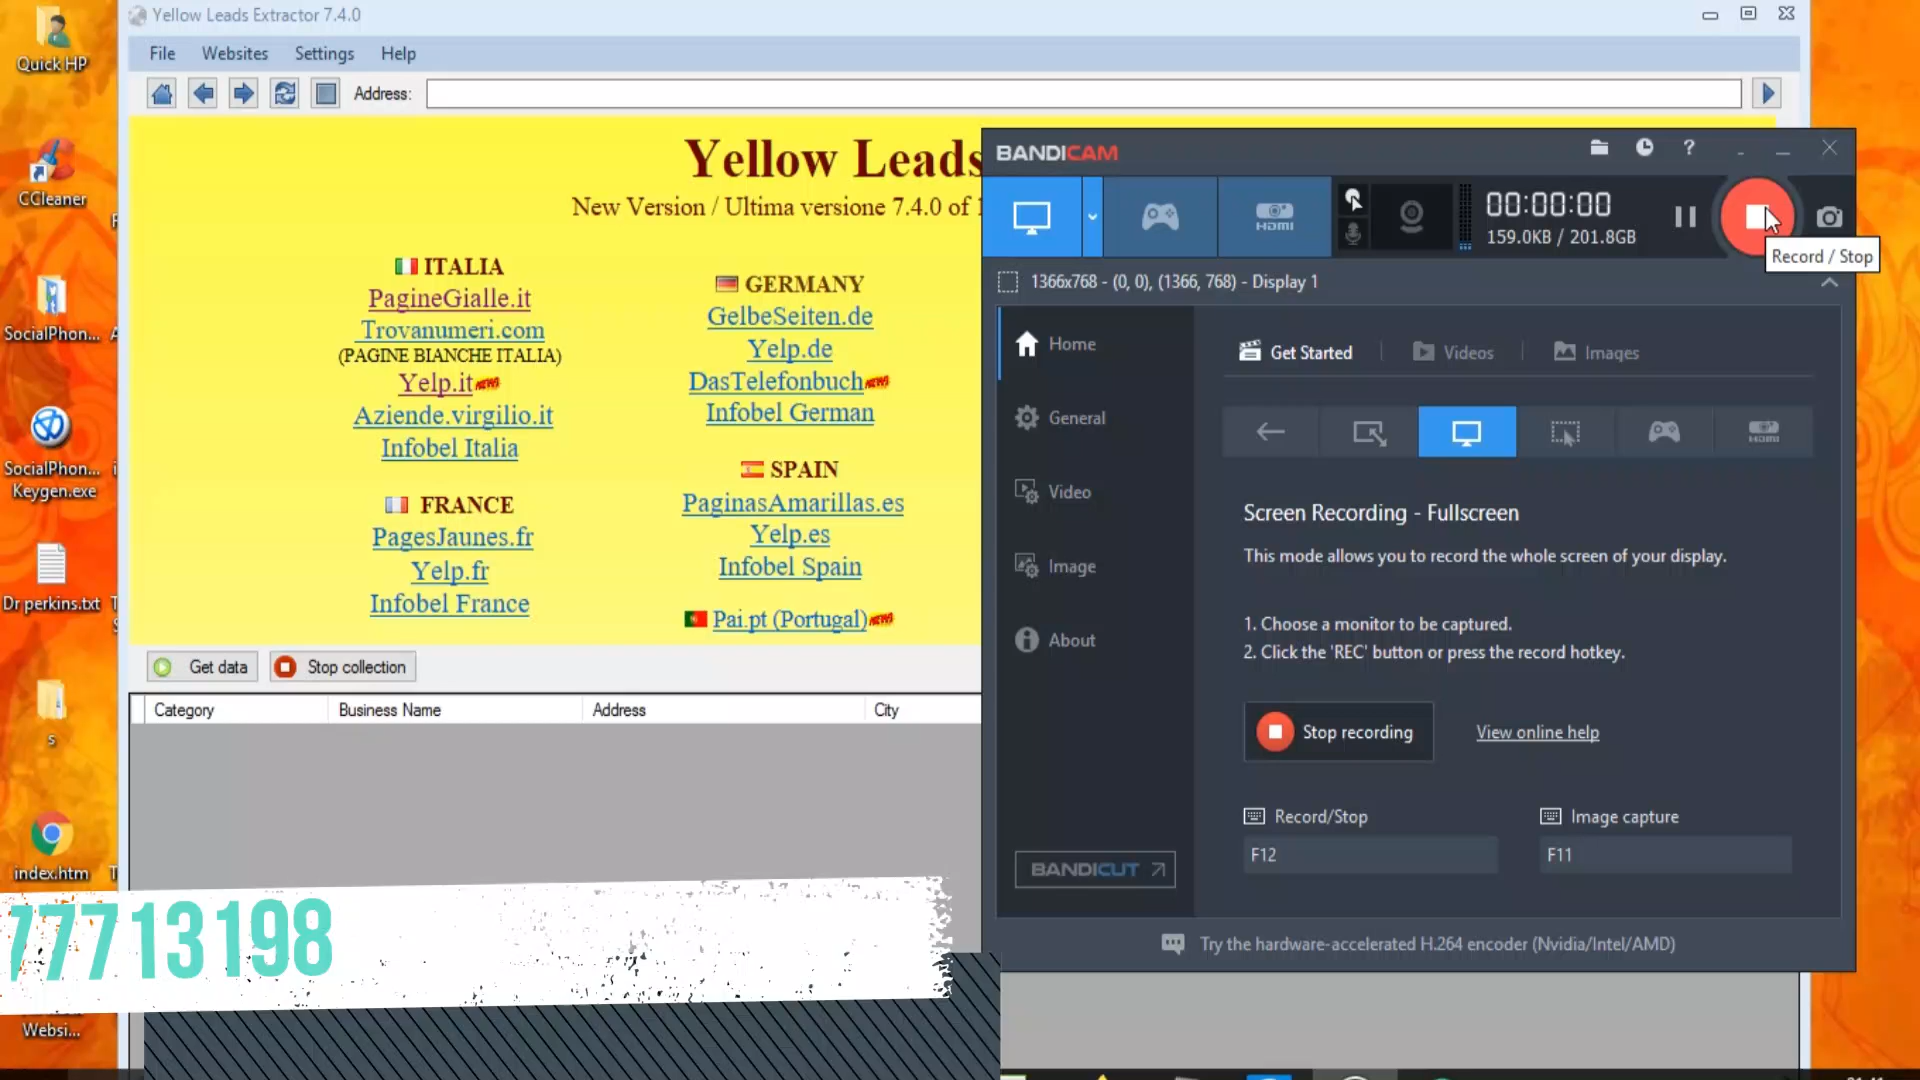 Quick HP
CCleaner
SocialPhon...
SocialPhon...
Keygen.exe
Dr perkins.txt
s
index.htm
Websi...
Yellow Leads Extractor 7.4.0
File Websites Settings Help
Address:
Yellow Leads
New Version / Ultima versione 7.4.0 of
ITALIA
PagineGialle.it
Trovanumeri.com
(PAGINE BIANCHE ITALIA)
Yelp.it
Aziende.virgilio.it
Infobel Italia
FRANCE
PagesJaunes.fr
Yelp.fr
Infobel France
GERMANY
GelbeSeiten.de
Yelp.de
DasTelefonbuch
Infobel German
SPAIN
PaginasAmarillas.es
Yelp.es
Infobel Spain
Pai.pt (Portugal)
Get data Stop collection
Category Business Name Address City
BANDICAM
HDMI
00:00:00
159.0KB / 201.8GB
Record / Stop
1366x768 - (0, 0), (1366, 768) - Display 1
Home
General
Video
Image
About
BANDICUT
Get Started Videos Images
Screen Recording - Fullscreen
This mode allows you to record the whole screen of your display.
1. Choose a monitor to be captured.
2. Click the 'REC' button or press the record hotkey.
Stop recording View online help
Record/Stop Image capture
F12 F11
Try the hardware-accelerated H.264 encoder (Nvidia/Intel/AMD)
77713198